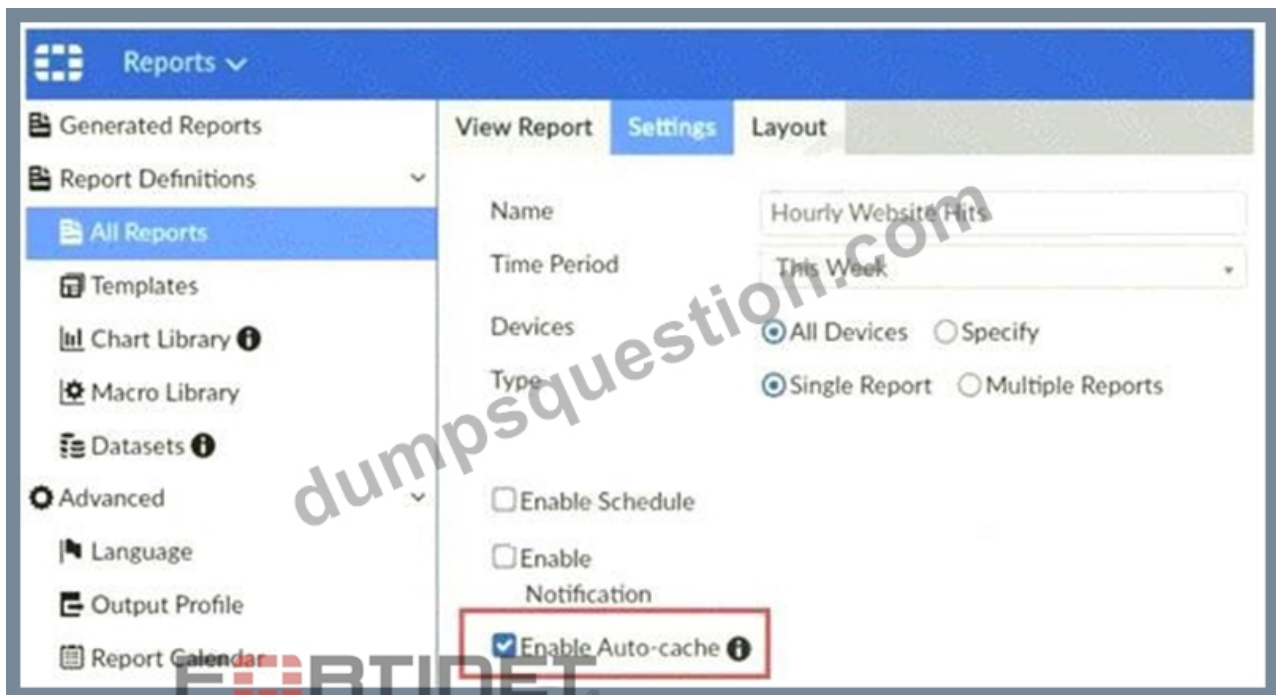 Reports
Generated Reports
Report Definitions
All Reports
Templates
Chart Library
Macro Library
Datasets
Advanced
Language
Output Profile
Report Calendar
View Report Settings Layout
Name Hourly Website Hits
Time Period This Week
Devices All Devices Specify
Type Single Report Multiple Reports
Enable Schedule
Enable
Notification
Enable Auto-cache
dumpsquestion.com
FORTINET